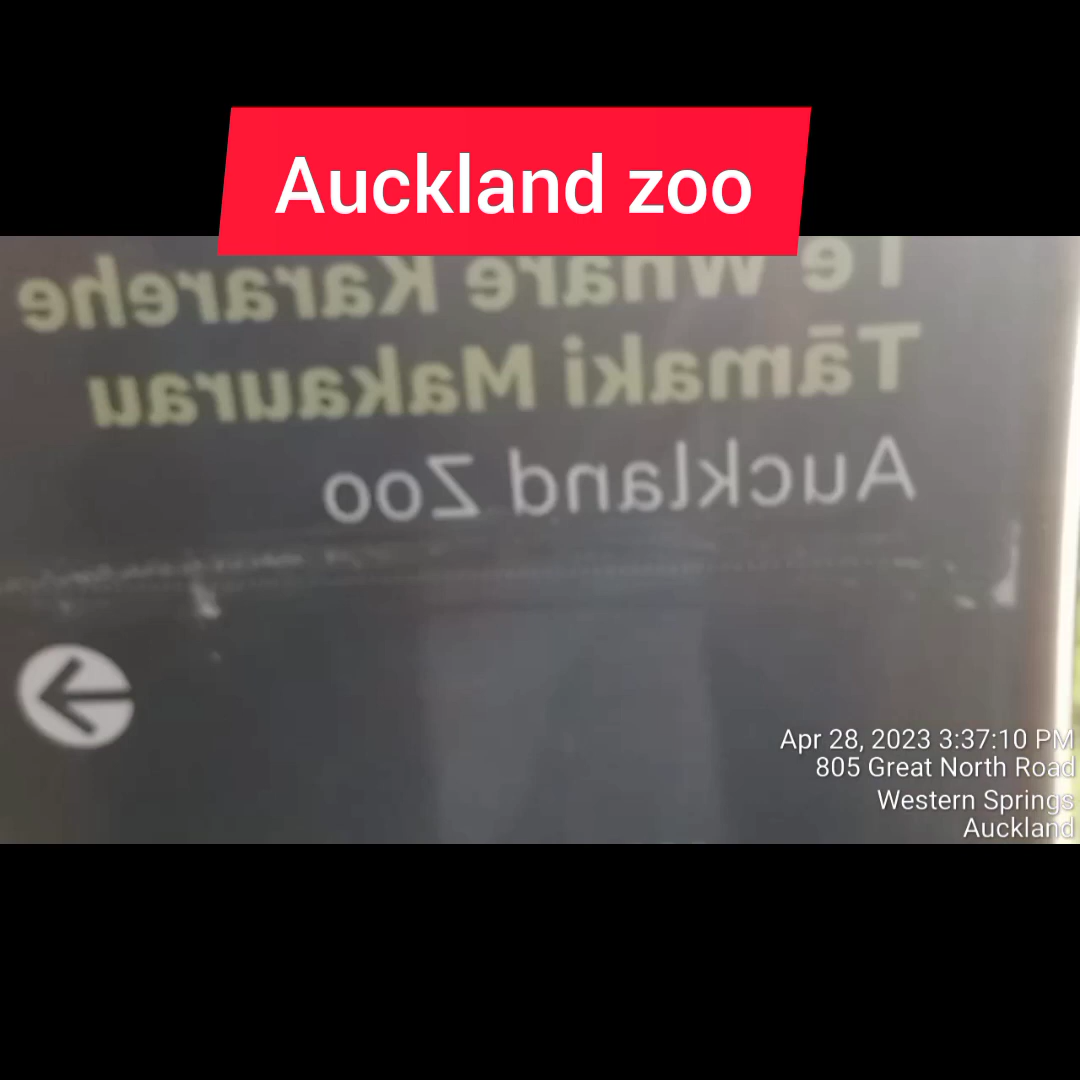 Auckland zoo
Te Whare Kararehe
Tāmaki Makaurau
Auckland Zoo
Apr 28, 2023 3:37:10 PM
805 Great North Road
Western Springs
Auckland